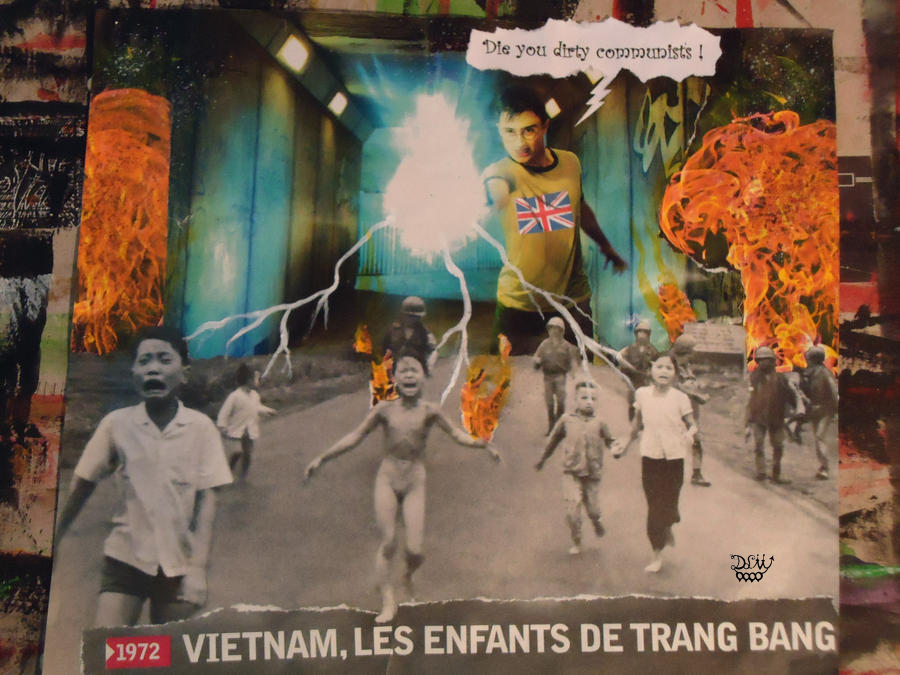 Die you dirty communists !
1972 VIETNAM, LES ENFANTS DE TRANG BANG